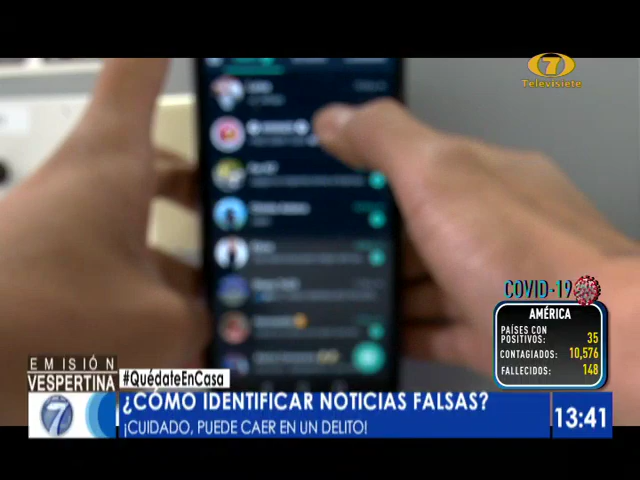 7
Televisiete
COVID-19
AMÉRICA
PAÍSES CON
POSITIVOS: 35
CONTAGIADOS: 10,576
FALLECIDOS: 148
EMISIÓN
VESPERTINA
#QuédateEnCasa
7
¿CÓMO IDENTIFICAR NOTICIAS FALSAS?
¡CUIDADO, PUEDE CAER EN UN DELITO!
13:41